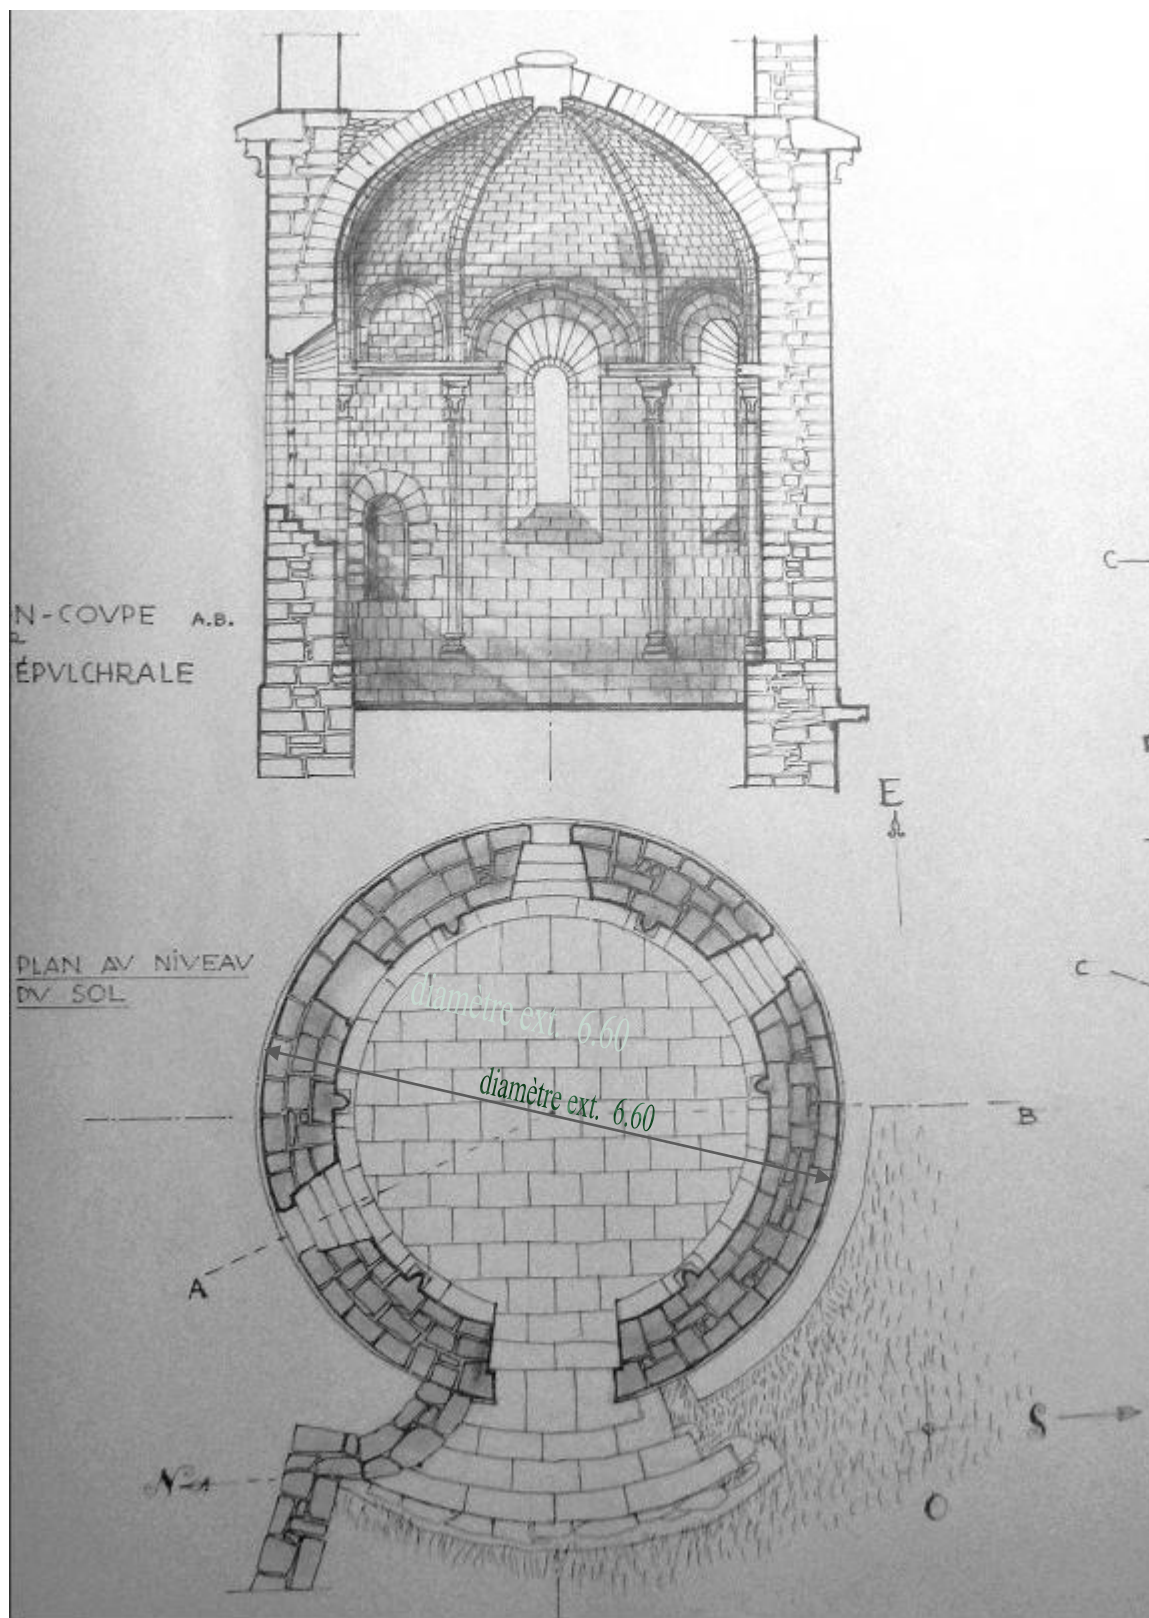 N-COVPE A.B.
ÉPVLCHRALE
C
E
PLAN AV NIVEAV
DV SOL
C
diamètre ext. 6.60
diamètre ext. 6.60
B
A
S
N
O